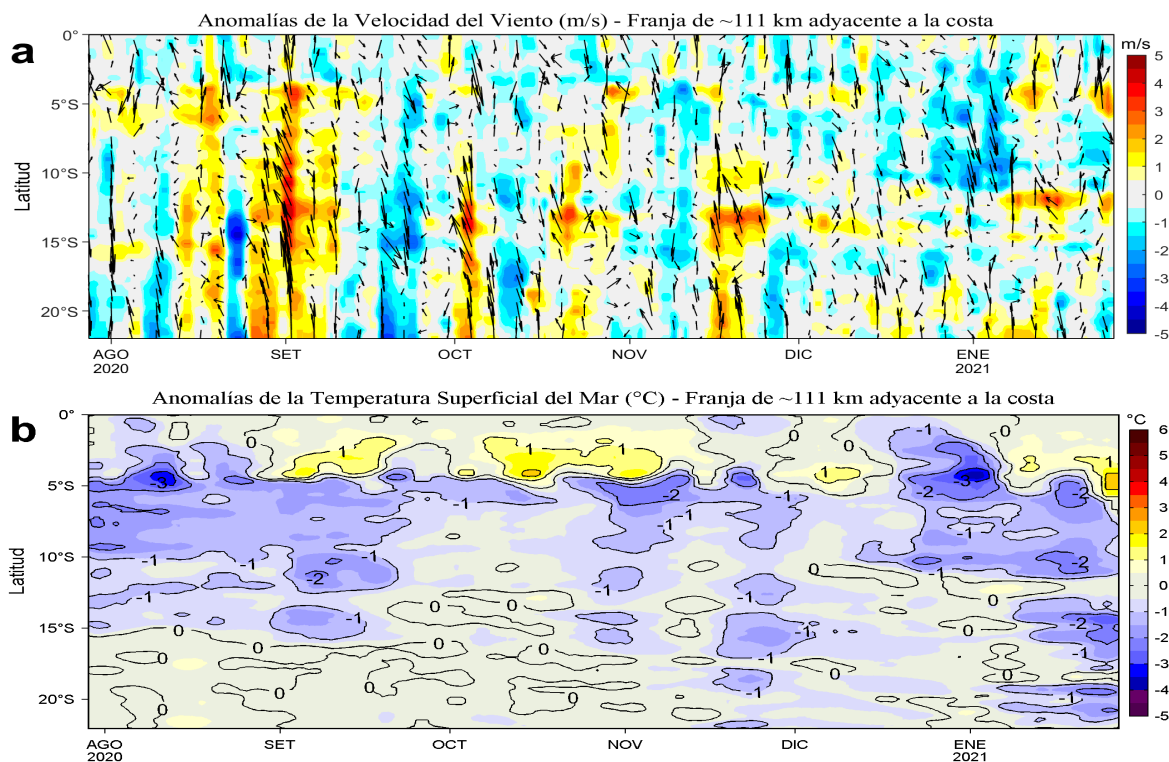 Anomalías de la Velocidad del Viento (m/s) - Franja de ~111 km adyacente a la costa
a
m/s
Latitud
0°
5°S
10°S
15°S
20°S
AGO
2020
SET
OCT
NOV
DIC
ENE
2021
5
4
3
2
1
0
-1
-2
-3
-4
-5
Anomalías de la Temperatura Superficial del Mar (°C) - Franja de ~111 km adyacente a la costa
b
°C
Latitud
0°
5°S
10°S
15°S
20°S
AGO
2020
SET
OCT
NOV
DIC
ENE
2021
6
5
4
3
2
1
0
-1
-2
-3
-4
-5